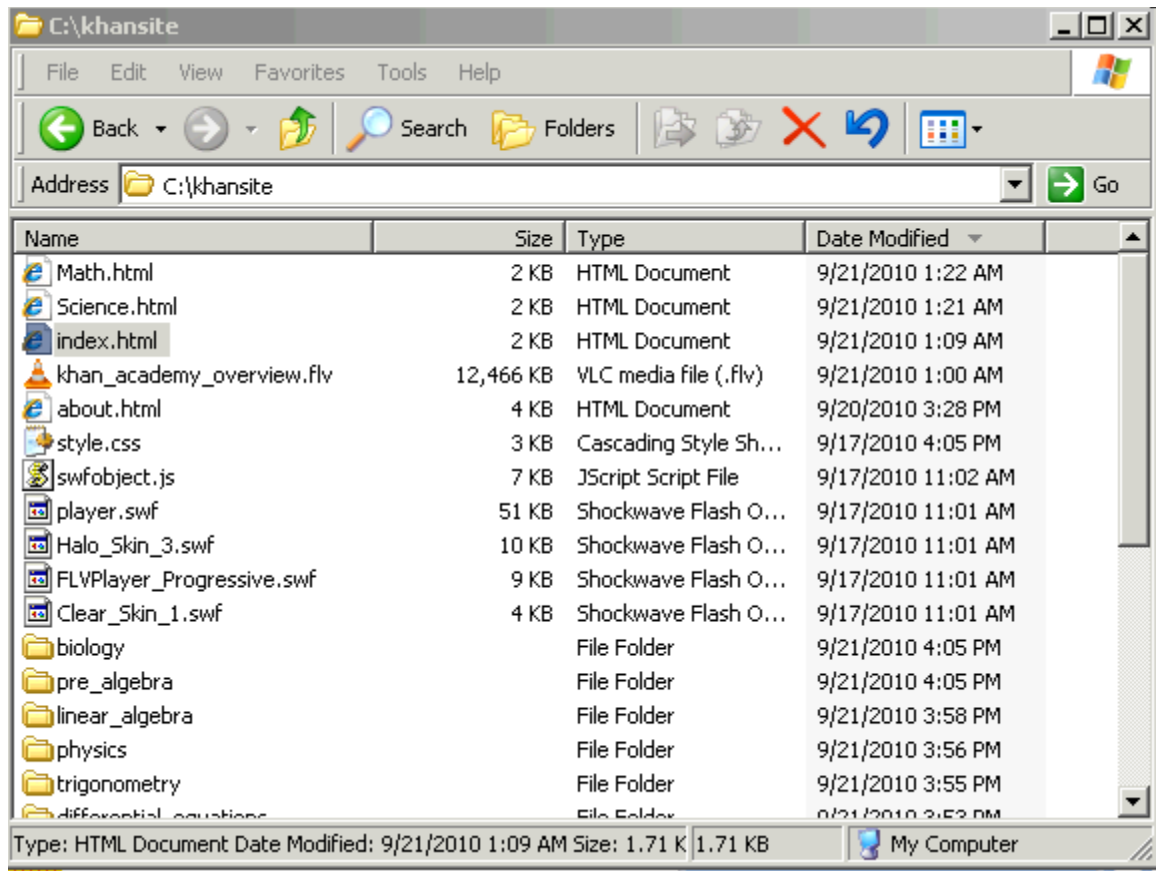 C:\khansite
File Edit View Favorites Tools Help
Back Search Folders
Address C:\khansite Go
Name Size Type Date Modified
Math.html 2 KB HTML Document 9/21/2010 1:22 AM
Science.html 2 KB HTML Document 9/21/2010 1:21 AM
index.html 2 KB HTML Document 9/21/2010 1:09 AM
khan_academy_overview.flv 12,466 KB VLC media file (.flv) 9/21/2010 1:00 AM
about.html 4 KB HTML Document 9/20/2010 3:28 PM
style.css 3 KB Cascading Style Sh... 9/17/2010 4:05 PM
swfobject.js 7 KB JScript Script File 9/17/2010 11:02 AM
player.swf 51 KB Shockwave Flash O... 9/17/2010 11:01 AM
Halo_Skin_3.swf 10 KB Shockwave Flash O... 9/17/2010 11:01 AM
FLVPlayer_Progressive.swf 9 KB Shockwave Flash O... 9/17/2010 11:01 AM
Clear_Skin_1.swf 4 KB Shockwave Flash O... 9/17/2010 11:01 AM
biology File Folder 9/21/2010 4:05 PM
pre_algebra File Folder 9/21/2010 4:05 PM
linear_algebra File Folder 9/21/2010 3:58 PM
physics File Folder 9/21/2010 3:56 PM
trigonometry File Folder 9/21/2010 3:55 PM
differential_equations File Folder 9/21/2010 3:53 PM
Type: HTML Document Date Modified: 9/21/2010 1:09 AM Size: 1.71 K 1.71 KB My Computer